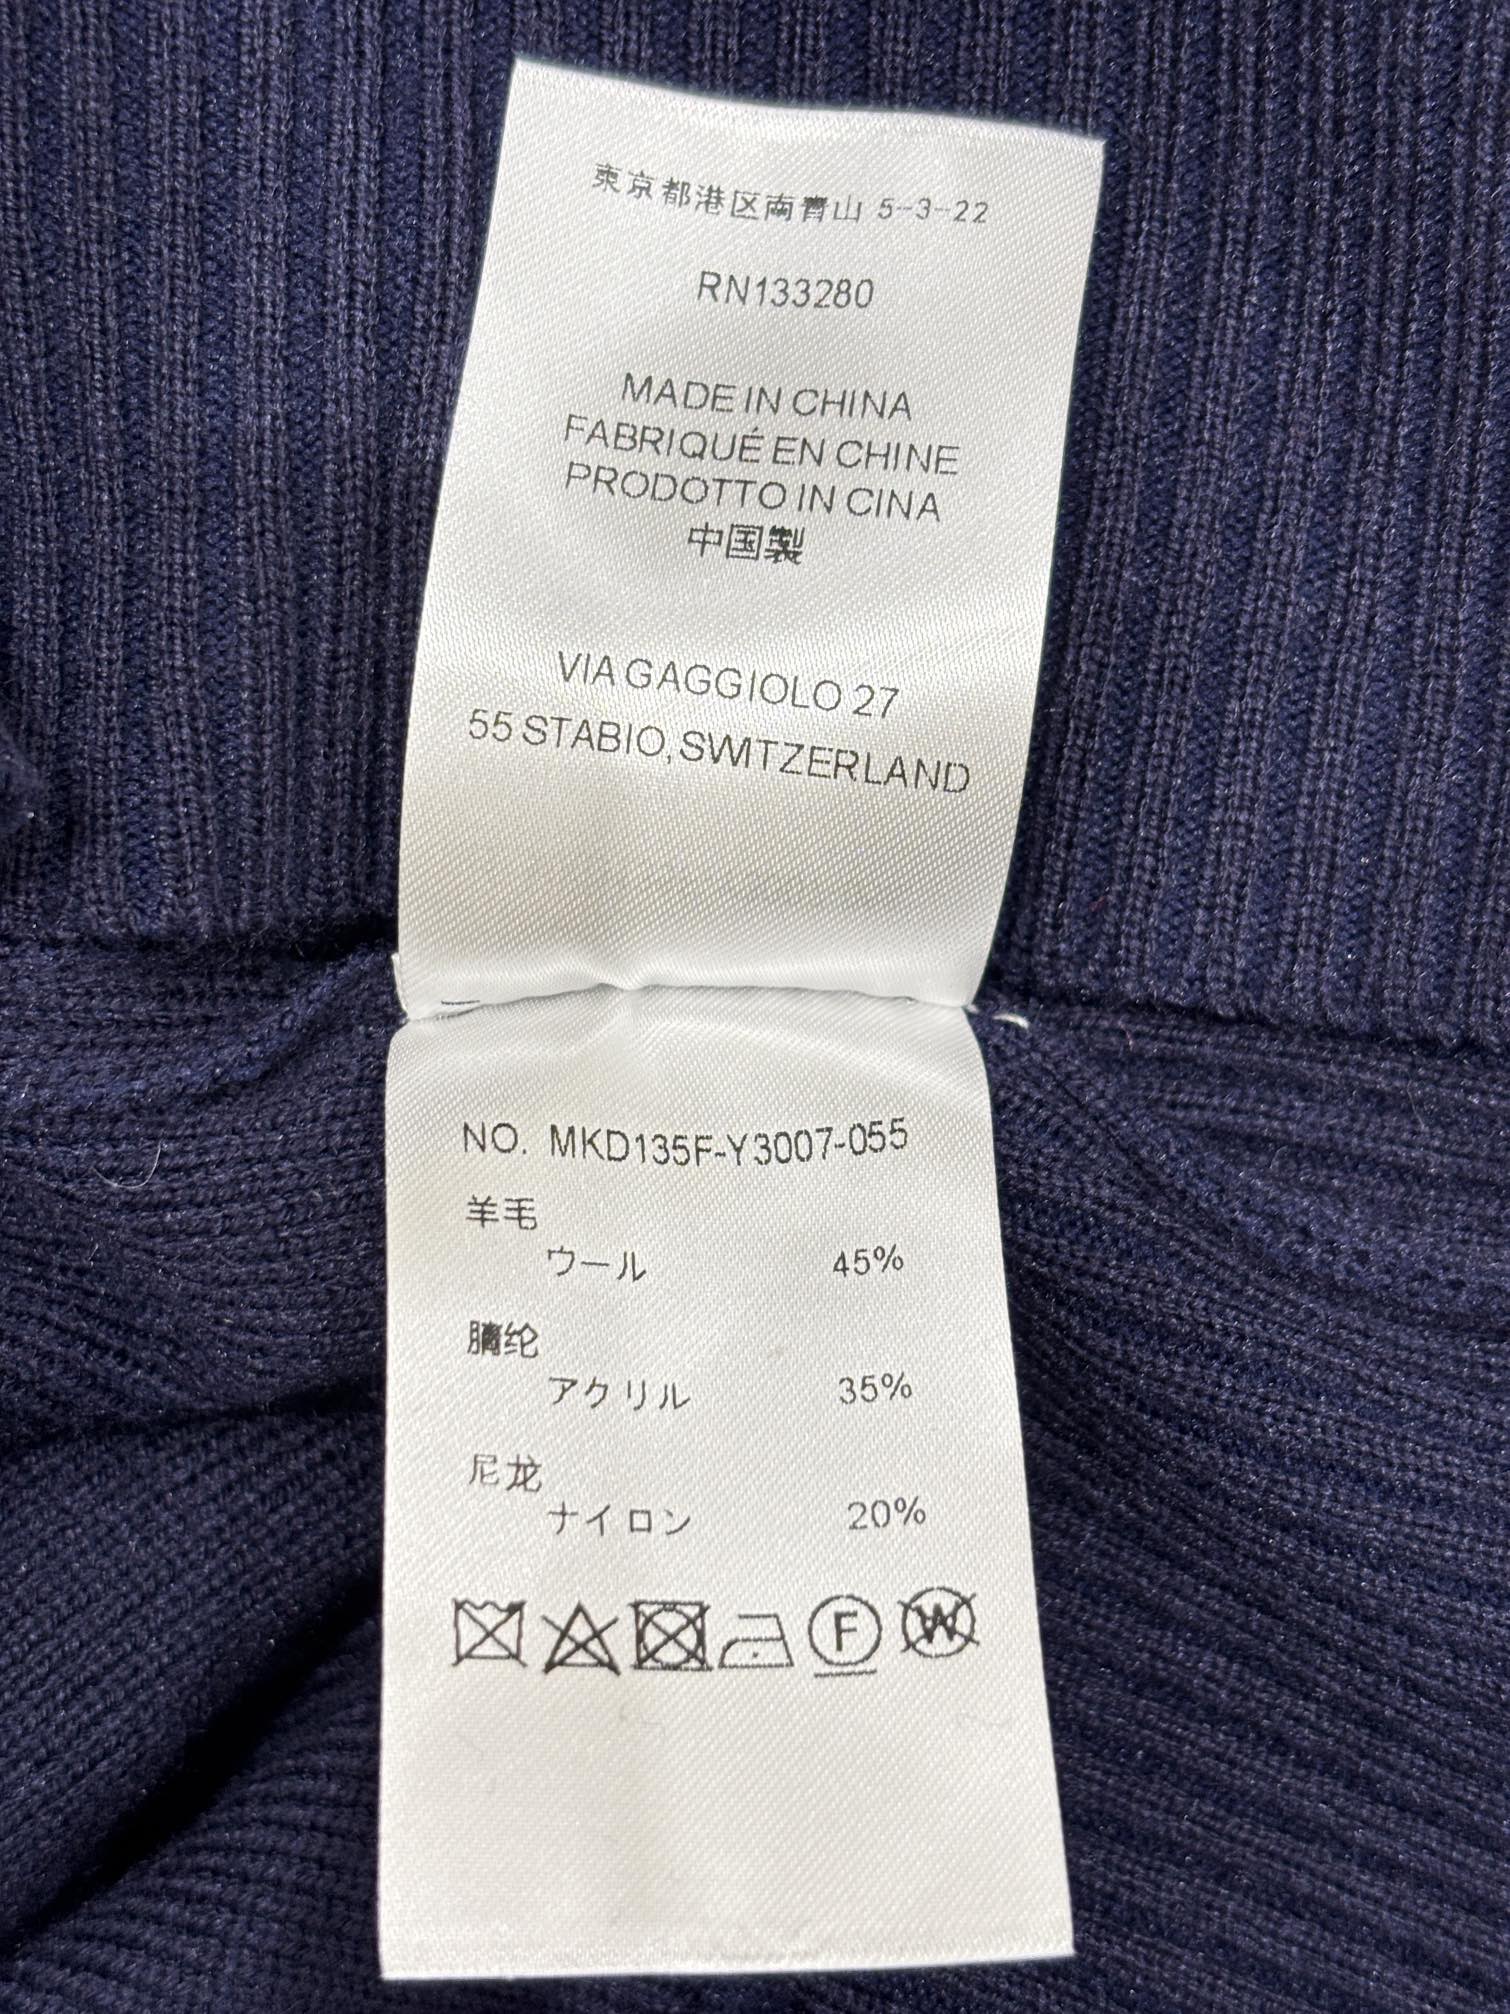 東京都港区南青山 5-3-22
RN133280
MADE IN CHINA
FABRIQUÉ EN CHINE
PRODOTTO IN CINA
中国製
VIA GAGGIOLO 27
55 STABIO, SWITZERLAND
NO. MKD135F-Y3007-055
羊毛
ウール 45%
腈纶
アクリル 35%
尼龙
ナイロン 20%
F W